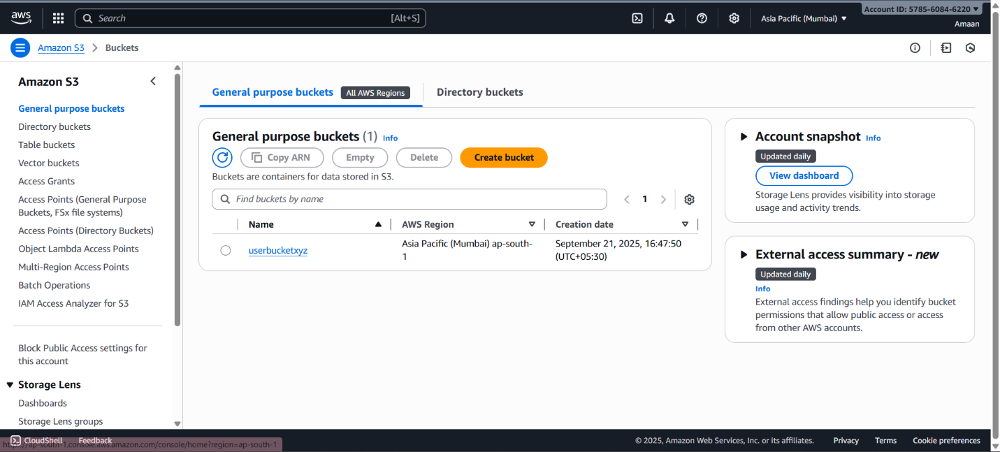 aws
Search [Alt+S]
Asia Pacific (Mumbai)
Account ID: 5785-6084-6220
Amaan
Amazon S3 > Buckets
Amazon S3
General purpose buckets
Directory buckets
Table buckets
Vector buckets
Access Grants
Access Points (General Purpose
Buckets, FSx file systems)
Access Points (Directory Buckets)
Object Lambda Access Points
Multi-Region Access Points
Batch Operations
IAM Access Analyzer for S3
Block Public Access settings for
this account
Storage Lens
Dashboards
Storage Lens groups
General purpose buckets All AWS Regions
Directory buckets
General purpose buckets (1) Info
Copy ARN Empty Delete Create bucket
Buckets are containers for data stored in S3.
Find buckets by name
1
Name AWS Region Creation date
userbucketxyz Asia Pacific (Mumbai) ap-south- September 21, 2025, 16:47:50
1 (UTC+05:30)
Account snapshot Info
Updated daily
View dashboard
Storage Lens provides visibility into storage
usage and activity trends.
External access summary - new
Updated daily
Info
External access findings help you identify bucket
permissions that allow public access or access
from other AWS accounts.
CloudShell Feedback
https://ap-south-1.console.aws.amazon.com/console/home?region=ap-south-1
© 2025, Amazon Web Services, Inc. or its affiliates. Privacy Terms Cookie preferences